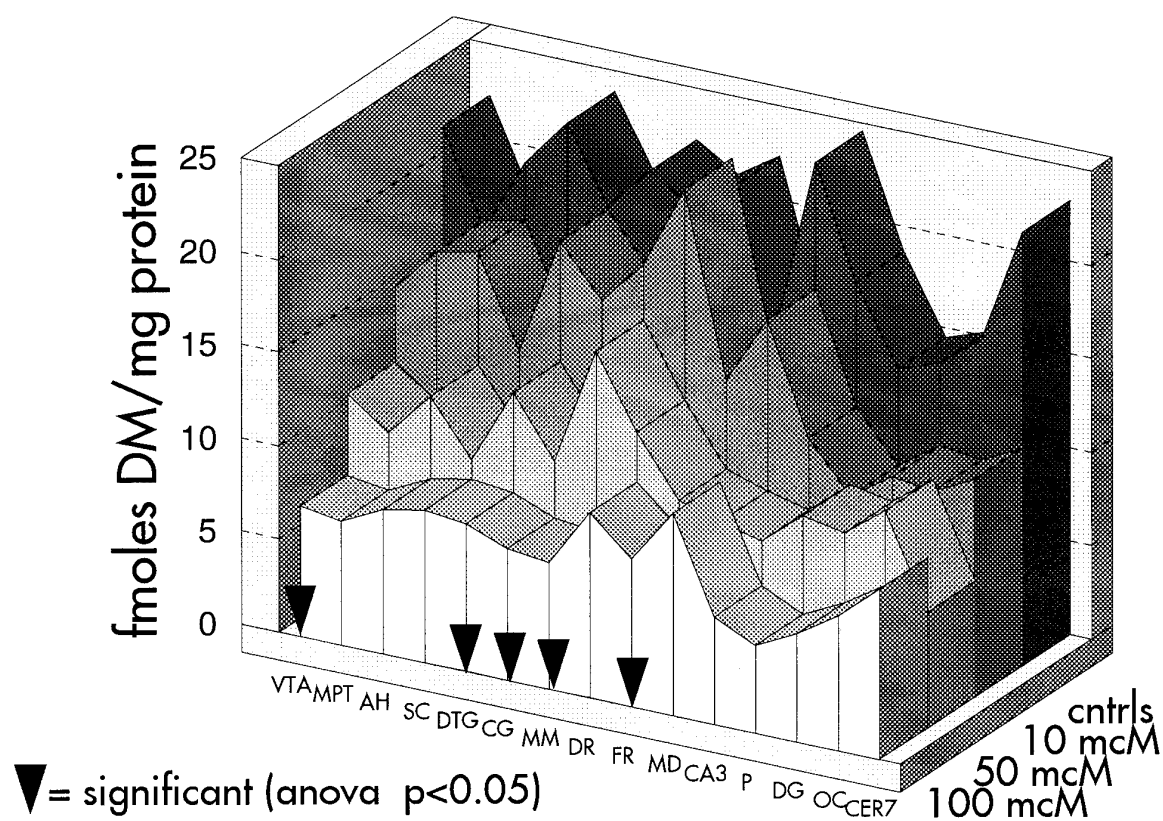 fmoles DM/mg protein
25
20
15
10
5
0
VTA
MPT
AH
SC
DTG
CG
MM
DR
FR
MD
CA3
P
DG
OC
CER7
cntrls
10 mcM
50 mcM
100 mcM
▼= significant (anova p<0.05)